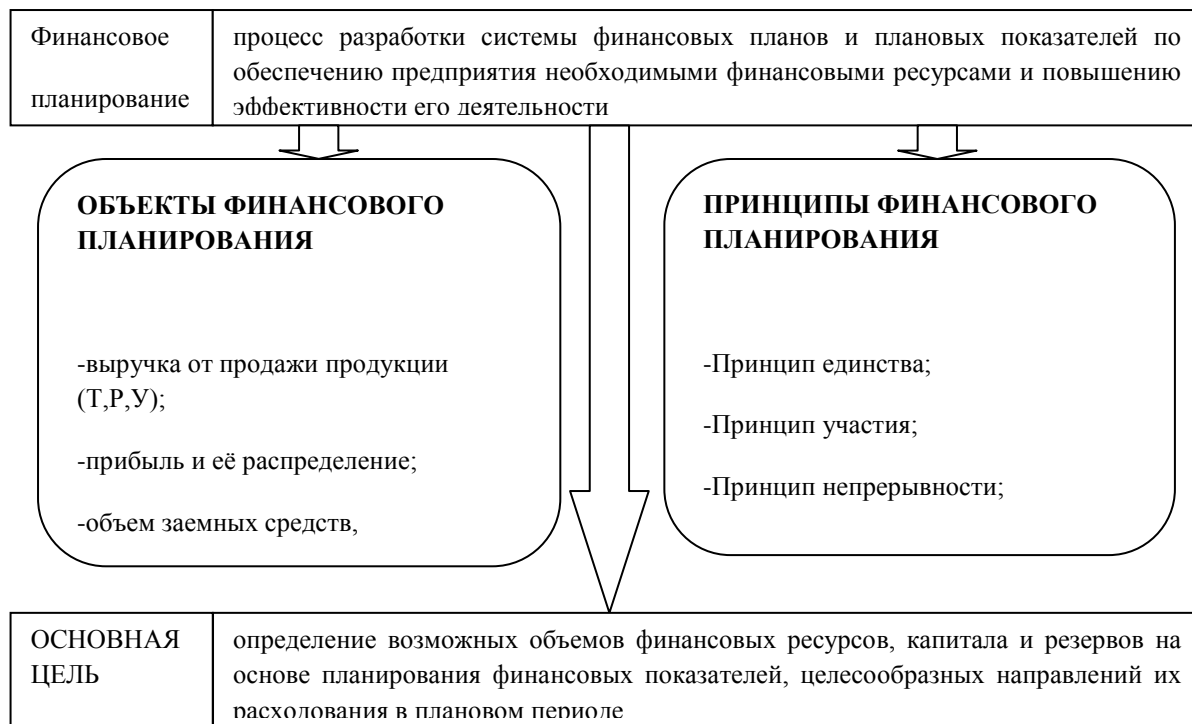 Финансовое
планирование
процесс разработки системы финансовых планов и плановых показателей по
обеспечению предприятия необходимыми финансовыми ресурсами и повышению
эффективности его деятельности
ОБЪЕКТЫ ФИНАНСОВОГО
ПЛАНИРОВАНИЯ
-выручка от продажи продукции
(Т,Р,У);
-прибыль и её распределение;
-объем заемных средств,
ПРИНЦИПЫ ФИНАНСОВОГО
ПЛАНИРОВАНИЯ
-Принцип единства;
-Принцип участия;
-Принцип непрерывности;
ОСНОВНАЯ
ЦЕЛЬ
определение возможных объемов финансовых ресурсов, капитала и резервов на
основе планирования финансовых показателей, целесообразных направлений их
расходования в плановом периоде